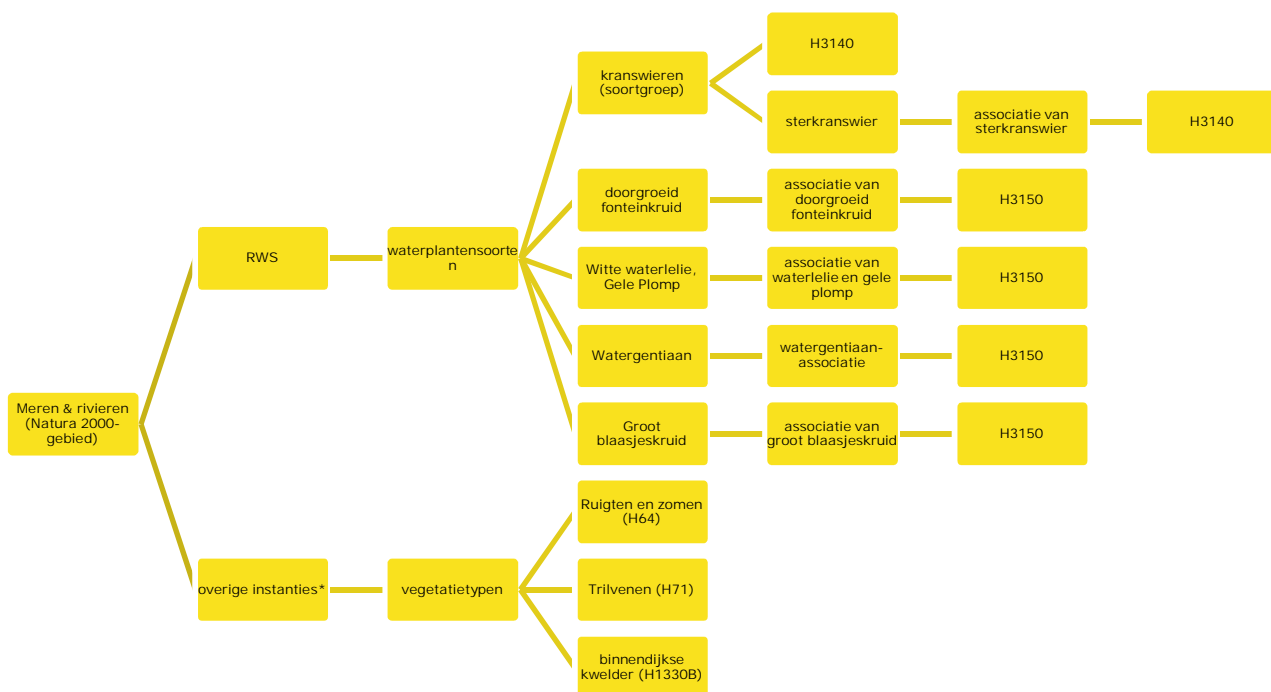 H3140
kranswieren
(soortgroep)
sterkranswier
associatie van
sterkranswier
H3140
doorgroeid
fonteinkruid
associatie van
doorgroeid
fonteinkruid
H3150
RWS
waterplantensoorte
n
Witte waterlelie,
Gele Plomp
associatie van
waterlelie en gele
plomp
H3150
Watergentiaan
watergentiaan-
associatie
H3150
Meren & rivieren
(Natura 2000-
gebied)
Groot
blaasjeskruid
associatie van
groot blaasjeskruid
H3150
Ruigten en zomen
(H64)
overige instanties*
vegetatietypen
Trilvenen (H71)
binnendijkse
kwelder (H1330B)